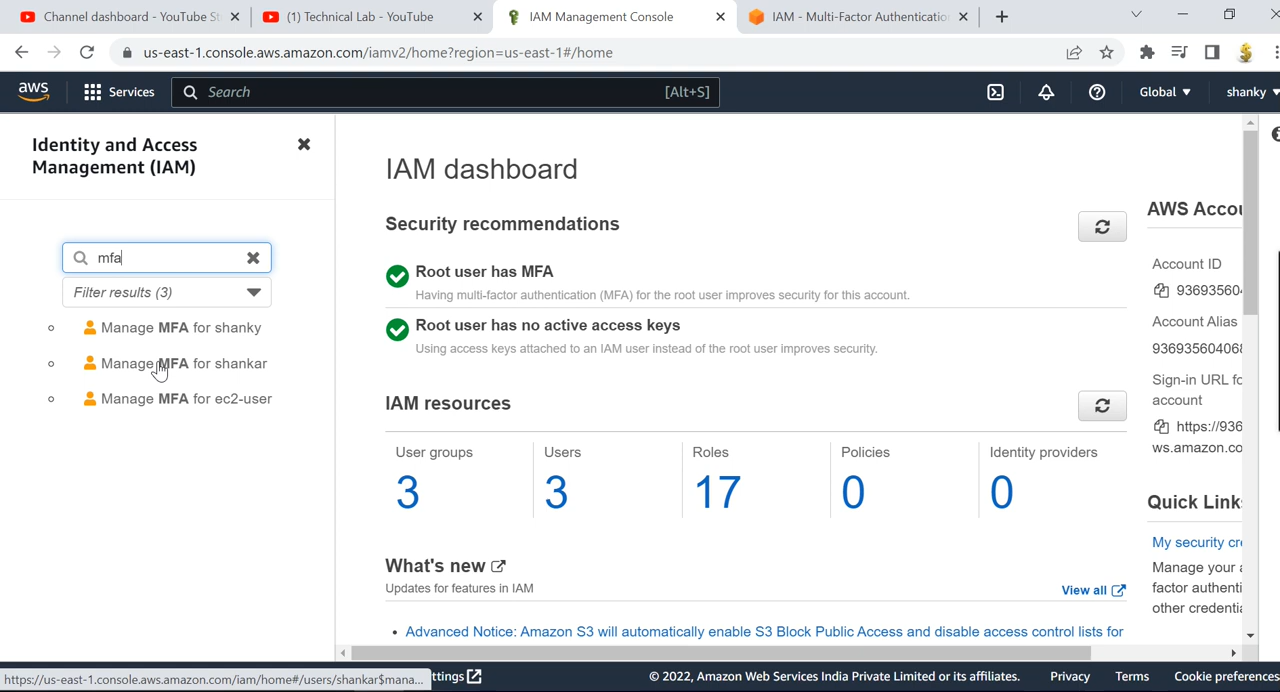 Channel dashboard - YouTube St
(1) Technical Lab - YouTube
IAM Management Console
IAM - Multi-Factor Authentication
us-east-1.console.aws.amazon.com/iamv2/home?region=us-east-1#/home
aws
Services
Search
[Alt+S]
Global
shanky
Identity and Access
Management (IAM)
mfa
Filter results (3)
Manage MFA for shanky
Manage MFA for shankar
Manage MFA for ec2-user
IAM dashboard
Security recommendations
Root user has MFA
Having multi-factor authentication (MFA) for the root user improves security for this account.
Root user has no active access keys
Using access keys attached to an IAM user instead of the root user improves security.
IAM resources
User groups
3
Users
3
Roles
17
Policies
0
Identity providers
0
What's new
Updates for features in IAM
View all
• Advanced Notice: Amazon S3 will automatically enable S3 Block Public Access and disable access control lists for
AWS Accou
Account ID
93693560
Account Alias
93693560406
Sign-in URL fo
account
https://936
ws.amazon.co
Quick Link
My security cr
Manage your a
factor authenti
other credentia
https://us-east-1.console.aws.amazon.com/iam/home#/users/shankar$mana...
ttings
© 2022, Amazon Web Services India Private Limited or its affiliates.
Privacy
Terms
Cookie preferences